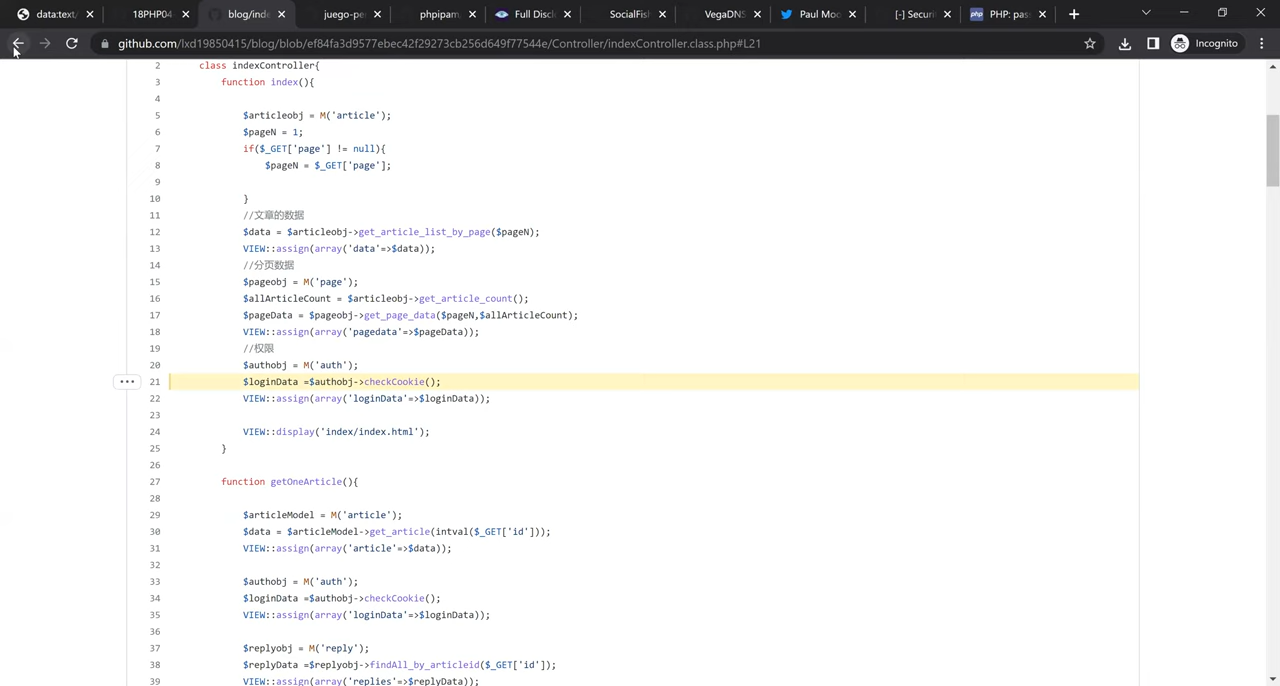 data:text/
18PHP04
blog/inde
juego-pe
phpipam
Full Discl
SocialFis
VegaDNS
Paul Moo
[-] Securi
php
PHP: pas
github.com/lxd19850415/blog/blob/ef84fa3d9577ebec42f29273cb256d649f77544e/Controller/indexController.class.php#L21
Incognito
2 class indexController{
3 function index(){
4
5 $articleobj = M('article');
6 $pageN = 1;
7 if($_GET['page'] != null){
8 $pageN = $_GET['page'];
9
10 }
11 //文章的数据
12 $data = $articleobj->get_article_list_by_page($pageN);
13 VIEW::assign(array('data'=>$data));
14 //分页数据
15 $pageobj = M('page');
16 $allArticleCount = $articleobj->get_article_count();
17 $pageData = $pageobj->get_page_data($pageN,$allArticleCount);
18 VIEW::assign(array('pagedata'=>$pageData));
19 //权限
20 $authobj = M('auth');
21 $loginData =$authobj->checkCookie();
22 VIEW::assign(array('loginData'=>$loginData));
23
24 VIEW::display('index/index.html');
25 }
26
27 function getOneArticle(){
28
29 $articleModel = M('article');
30 $data = $articleModel->get_article(intval($_GET['id']));
31 VIEW::assign(array('article'=>$data));
32
33 $authobj = M('auth');
34 $loginData =$authobj->checkCookie();
35 VIEW::assign(array('loginData'=>$loginData));
36
37 $replyobj = M('reply');
38 $replyData =$replyobj->findAll_by_articleid($_GET['id']);
39 VIEW::assign(array('replies'=>$replyData));